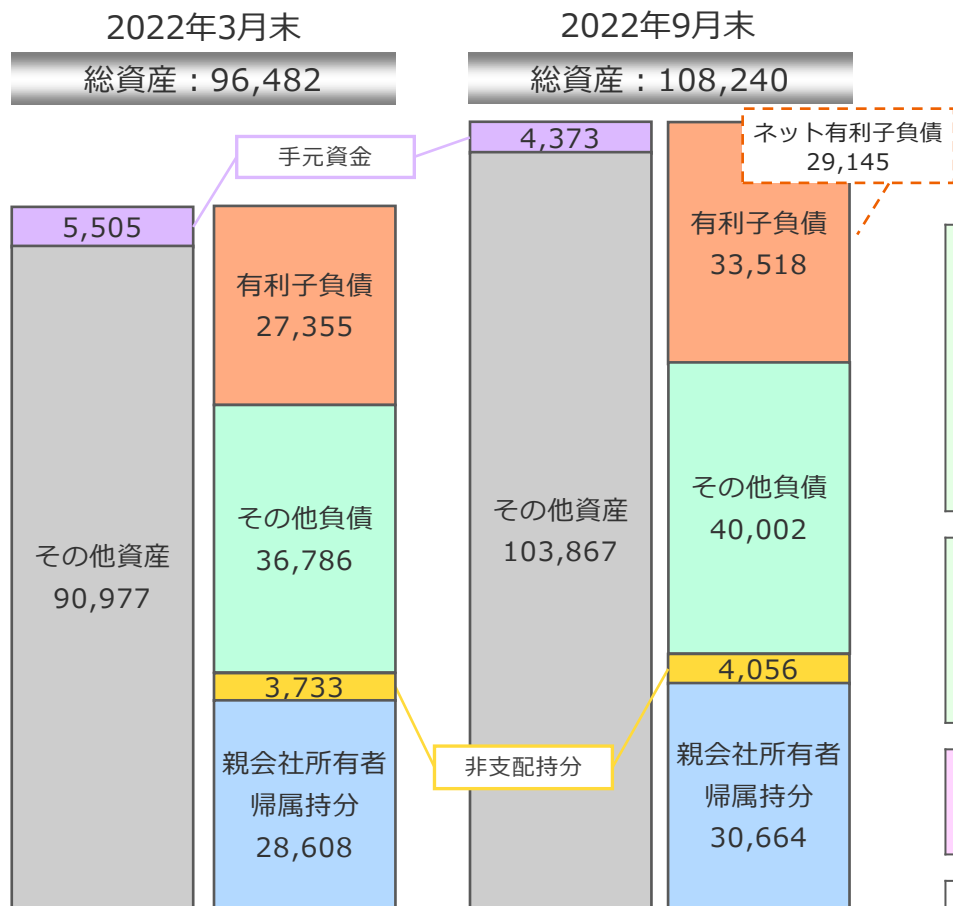 2022年3月末
総資産：96,482
手元資金
5,505
その他資産
90,977
有利子負債
27,355
その他負債
36,786
3,733
親会社所有者
帰属持分
28,608
非支配持分
2022年9月末
総資産：108,240
4,373
その他資産
103,867
ネット有利子負債
29,145
有利子負債
33,518
その他負債
40,002
4,056
親会社所有者
帰属持分
30,664